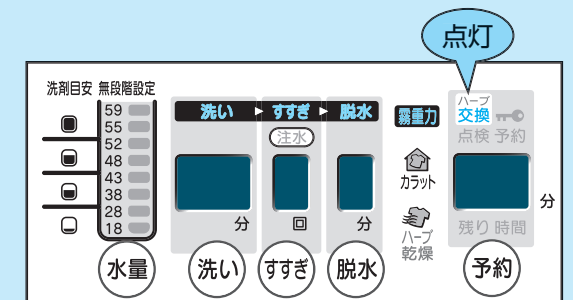 点灯
洗剤目安 無段階設定
59
55
52
48
43
38
28
18
水量
洗い すすぎ 脱水
注水
分 回 分
洗い すすぎ 脱水
霧重力
カラット
ハーブ
乾燥
ハーブ
交換
点検 予約
分
残り 時間
予約